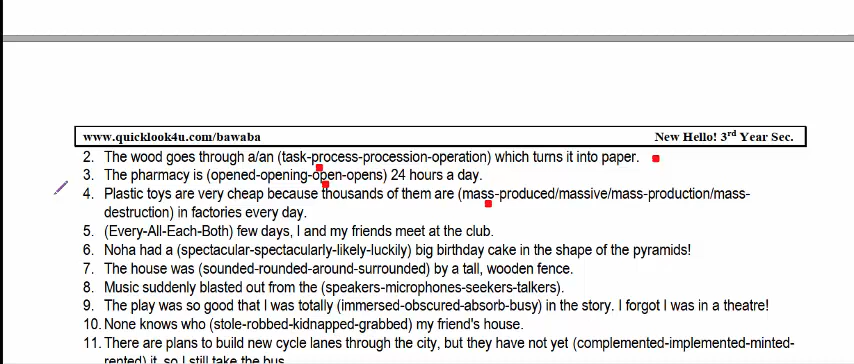 www.quicklook4u.com/bawaba New Hello! 3rd Year Sec.
2. The wood goes through a/an (task-process-procession-operation) which turns it into paper.
3. The pharmacy is (opened-opening-open-opens) 24 hours a day.
4. Plastic toys are very cheap because thousands of them are (mass-produced/massive/mass-production/mass-
destruction) in factories every day.
5. (Every-All-Each-Both) few days, I and my friends meet at the club.
6. Noha had a (spectacular-spectacularly-likely-luckily) big birthday cake in the shape of the pyramids!
7. The house was (sounded-rounded-around-surrounded) by a tall, wooden fence.
8. Music suddenly blasted out from the (speakers-microphones-seekers-talkers).
9. The play was so good that I was totally (immersed-obscured-absorb-busy) in the story. I forgot I was in a theatre!
10. None knows who (stole-robbed-kidnapped-grabbed) my friend's house.
11. There are plans to build new cycle lanes through the city, but they have not yet (complemented-implemented-minted-
rented) it, so I still take the bus.